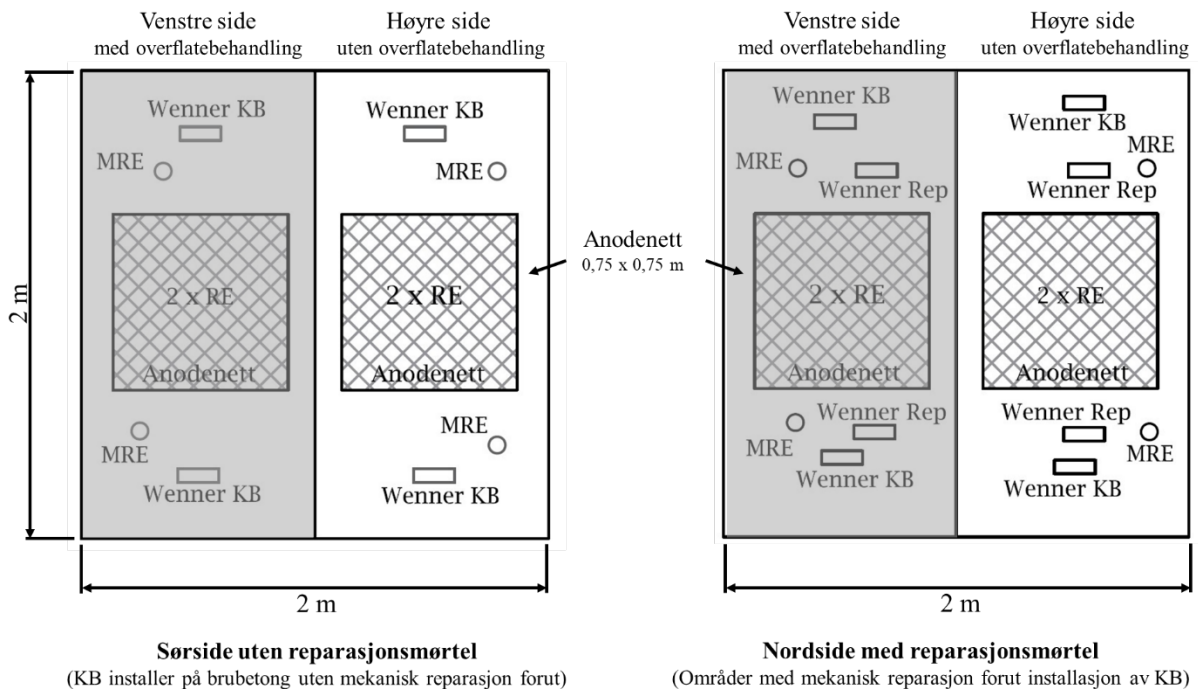 Venstre side
med overflatebehandling
Høyre side
uten overflatebehandling
Wenner KB
MRE
2 x RE
Anodenett
MRE
Wenner KB
Wenner KB
MRE
2 x RE
Anodenett
MRE
Wenner KB
2 m
2 m
Sørside uten reparasjonsmørtel
(KB installer på brubetong uten mekanisk reparasjon forut)
Anodenett
0,75 x 0,75 m
Venstre side
med overflatebehandling
Høyre side
uten overflatebehandling
Wenner KB
MRE
Wenner Rep
2 x RE
Anodenett
Wenner Rep
MRE
Wenner KB
Wenner KB
MRE
Wenner Rep
2 x RE
Anodenett
Wenner Rep
MRE
Wenner KB
2 m
Nordside med reparasjonsmørtel
(Områder med mekanisk reparasjon forut installasjon av KB)